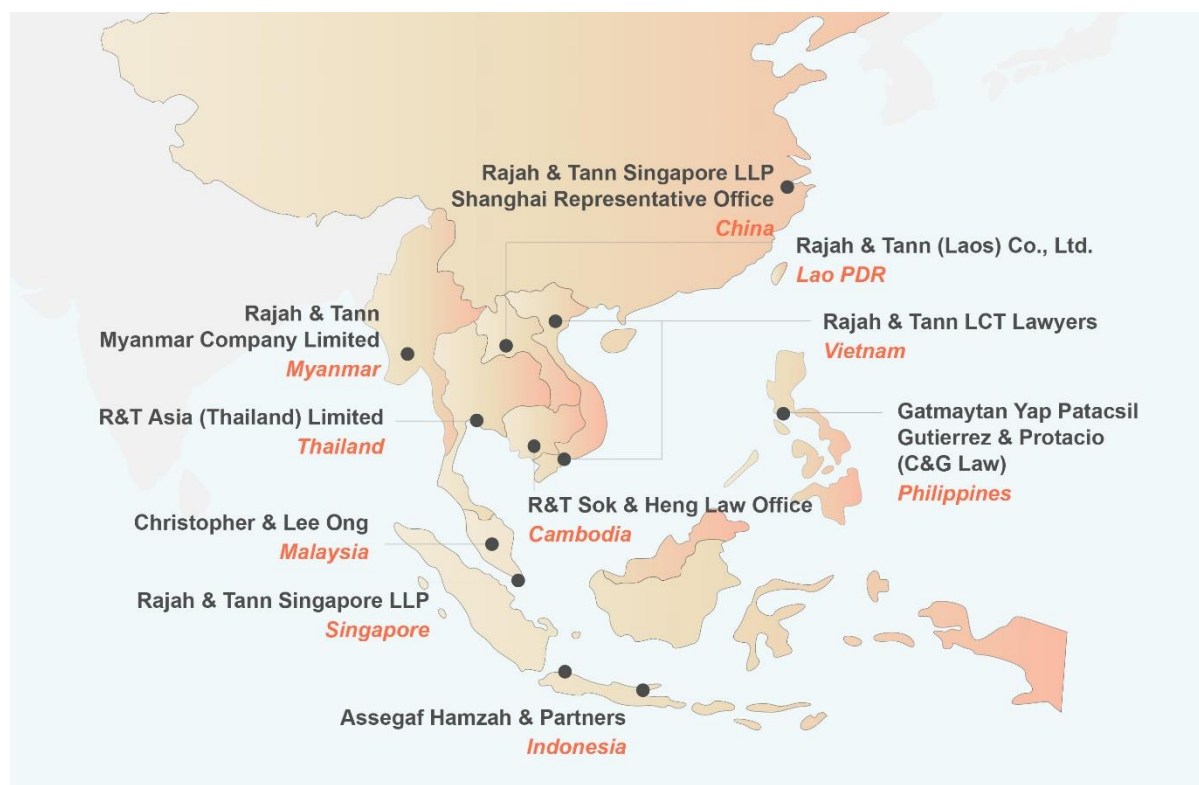 Rajah & Tann Singapore LLP
Shanghai Representative Office
China
Rajah & Tann (Laos) Co., Ltd.
Lao PDR
Rajah & Tann
Myanmar Company Limited
Myanmar
Rajah & Tann LCT Lawyers
Vietnam
R&T Asia (Thailand) Limited
Thailand
Gatmaytan Yap Patacsil
Gutierrez & Protacio
(C&G Law)
Philippines
R&T Sok & Heng Law Office
Cambodia
Christopher & Lee Ong
Malaysia
Rajah & Tann Singapore LLP
Singapore
Assegaf Hamzah & Partners
Indonesia